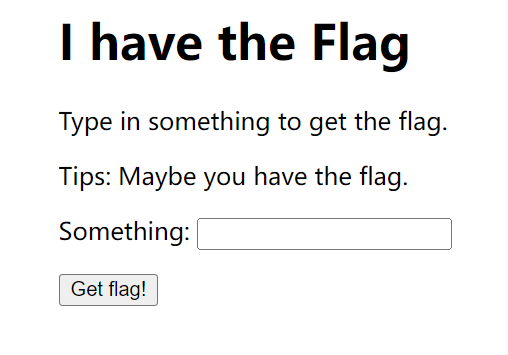 I have the Flag
Type in something to get the flag.
Tips: Maybe you have the flag.
Something:
Get flag!